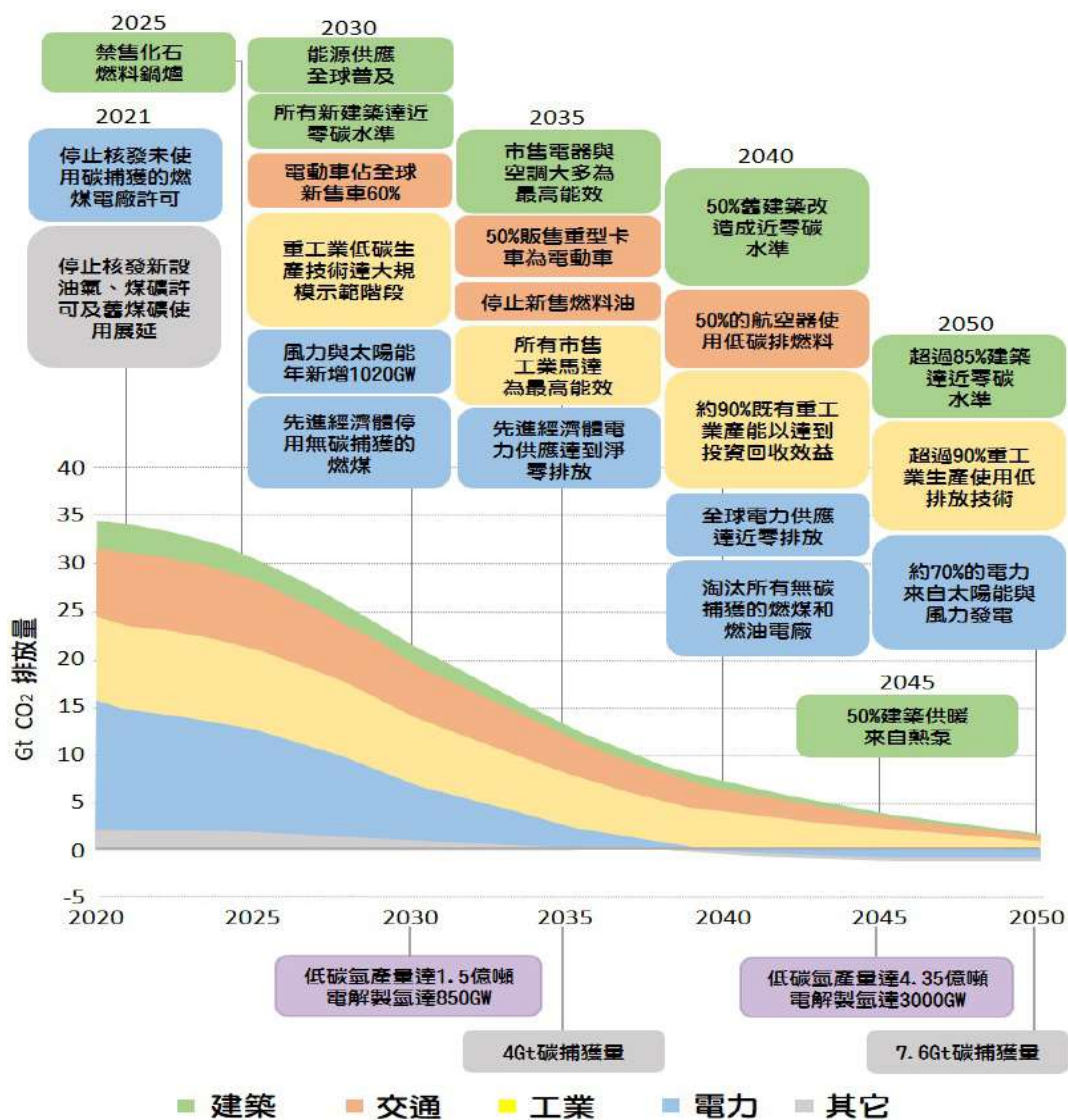 2025
禁售化石
燃料鍋爐
2021
停止核發未使
用碳捕獲的燃
煤電廠許可
停止核發新設
油氣、煤礦許
可及舊煤礦使
用展延
2030
能源供應
全球普及
所有新建築達近
零碳水準
電動車佔全球
新售車60%
重工業低碳生
產技術達大規
模示範階段
風力與太陽能
年新增1020GW
先進經濟體停
用無碳捕獲的
燃煤
2035
市售電器與
空調大多為
最高能效
50%販售重型卡
車為電動車
停止新售燃料油
所有市售
工業馬達
為最高能效
先進經濟體電
力供應達到淨
零排放
2040
50%舊建築改
造成近零碳
水準
50%的航空器使
用低碳排燃料
約90%既有重工
業產能以達到
投資回收效益
全球電力供應
達近零排放
淘汰所有無碳
捕獲的燃煤和
燃油電廠
2050
超過85%建築
達近零碳
水準
超過90%重工
業生產使用低
排放技術
約70%的電力
來自太陽能與
風力發電
2045
50%建築供暖
來自熱泵
Gt CO2 排放量
40
35
30
25
20
15
10
5
0
-5
2020 2025 2030 2035 2040 2045 2050
低碳氫產量達1.5億噸
電解製氫達850GW
低碳氫產量達4.35億噸
電解製氫達3000GW
4Gt碳捕獲量
7.6Gt碳捕獲量
建築 交通 工業 電力 其它